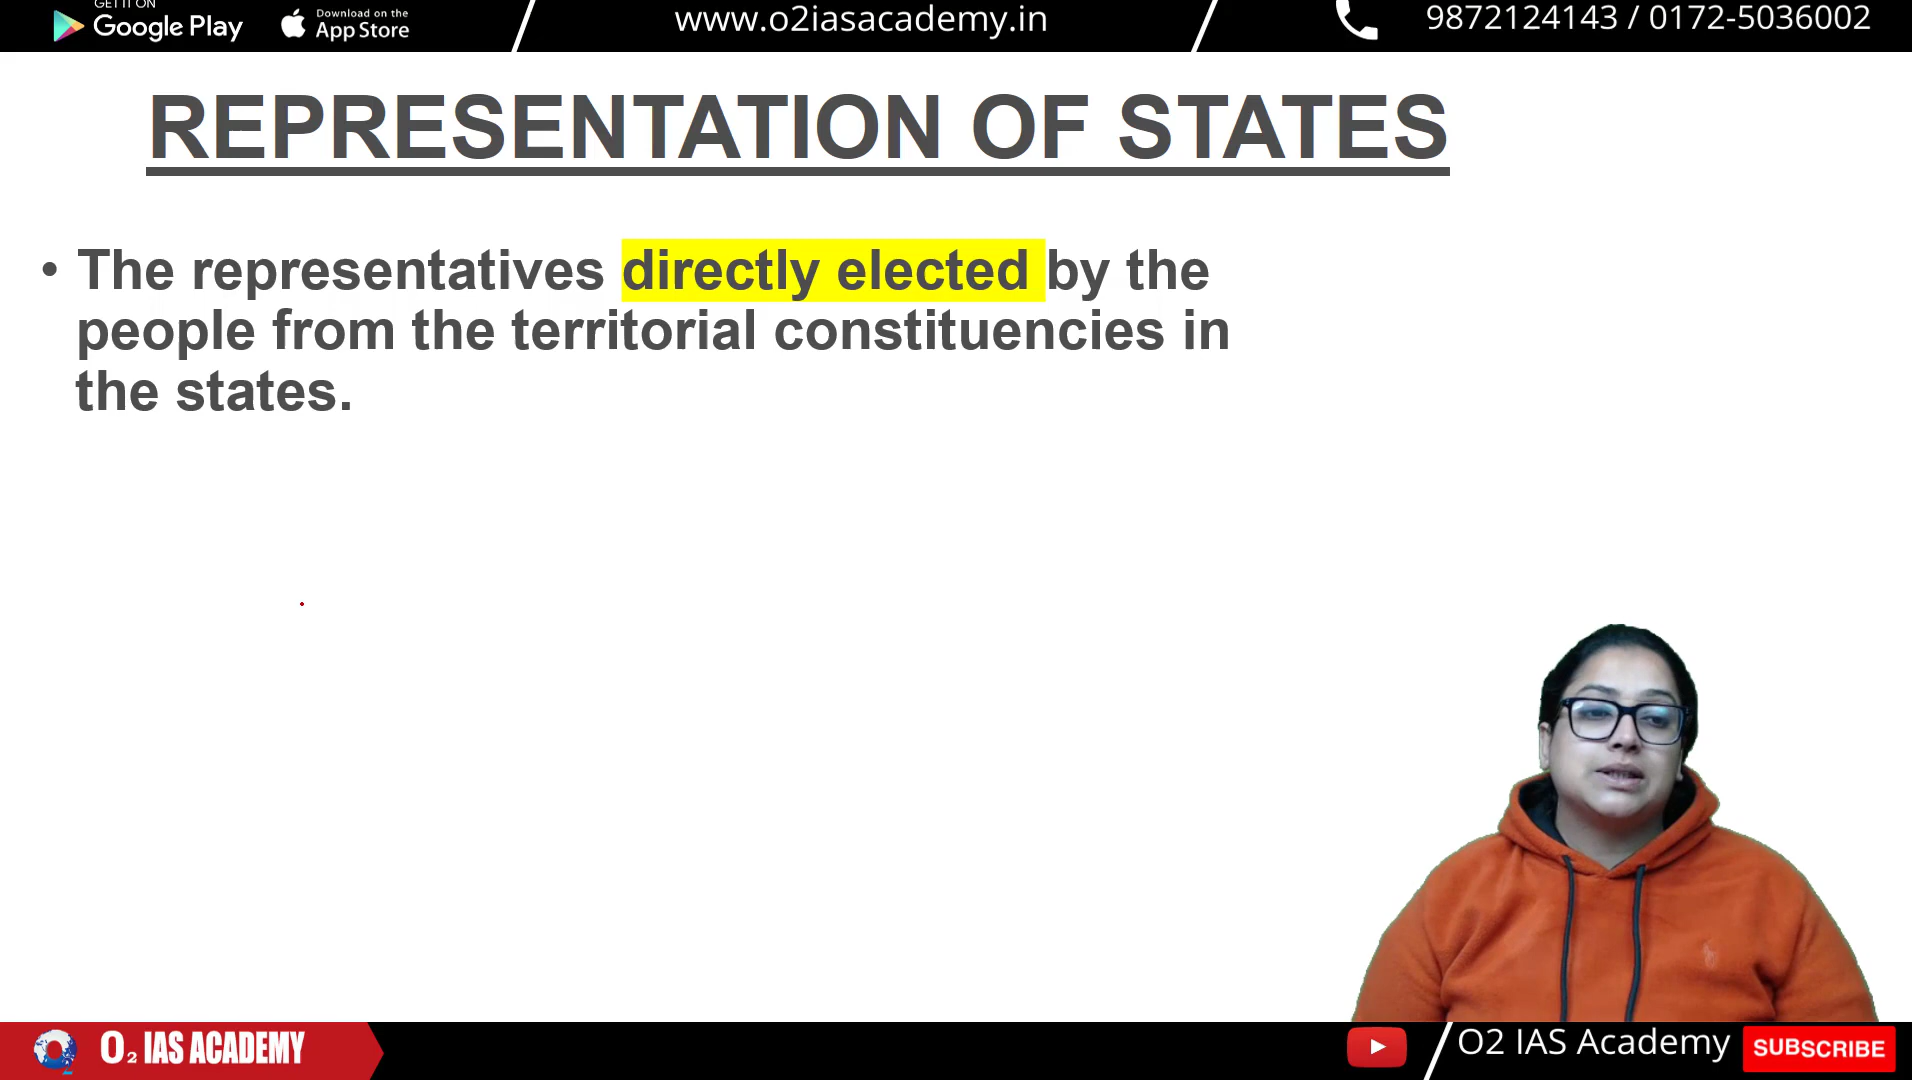 GET IT ON
Google Play
Download on the
App Store
www.o2iasacademy.in
9872124143 / 0172-5036002
REPRESENTATION OF STATES
• The representatives directly elected by the
people from the territorial constituencies in
the states.
O2 IAS ACADEMY
O2 IAS Academy
SUBSCRIBE